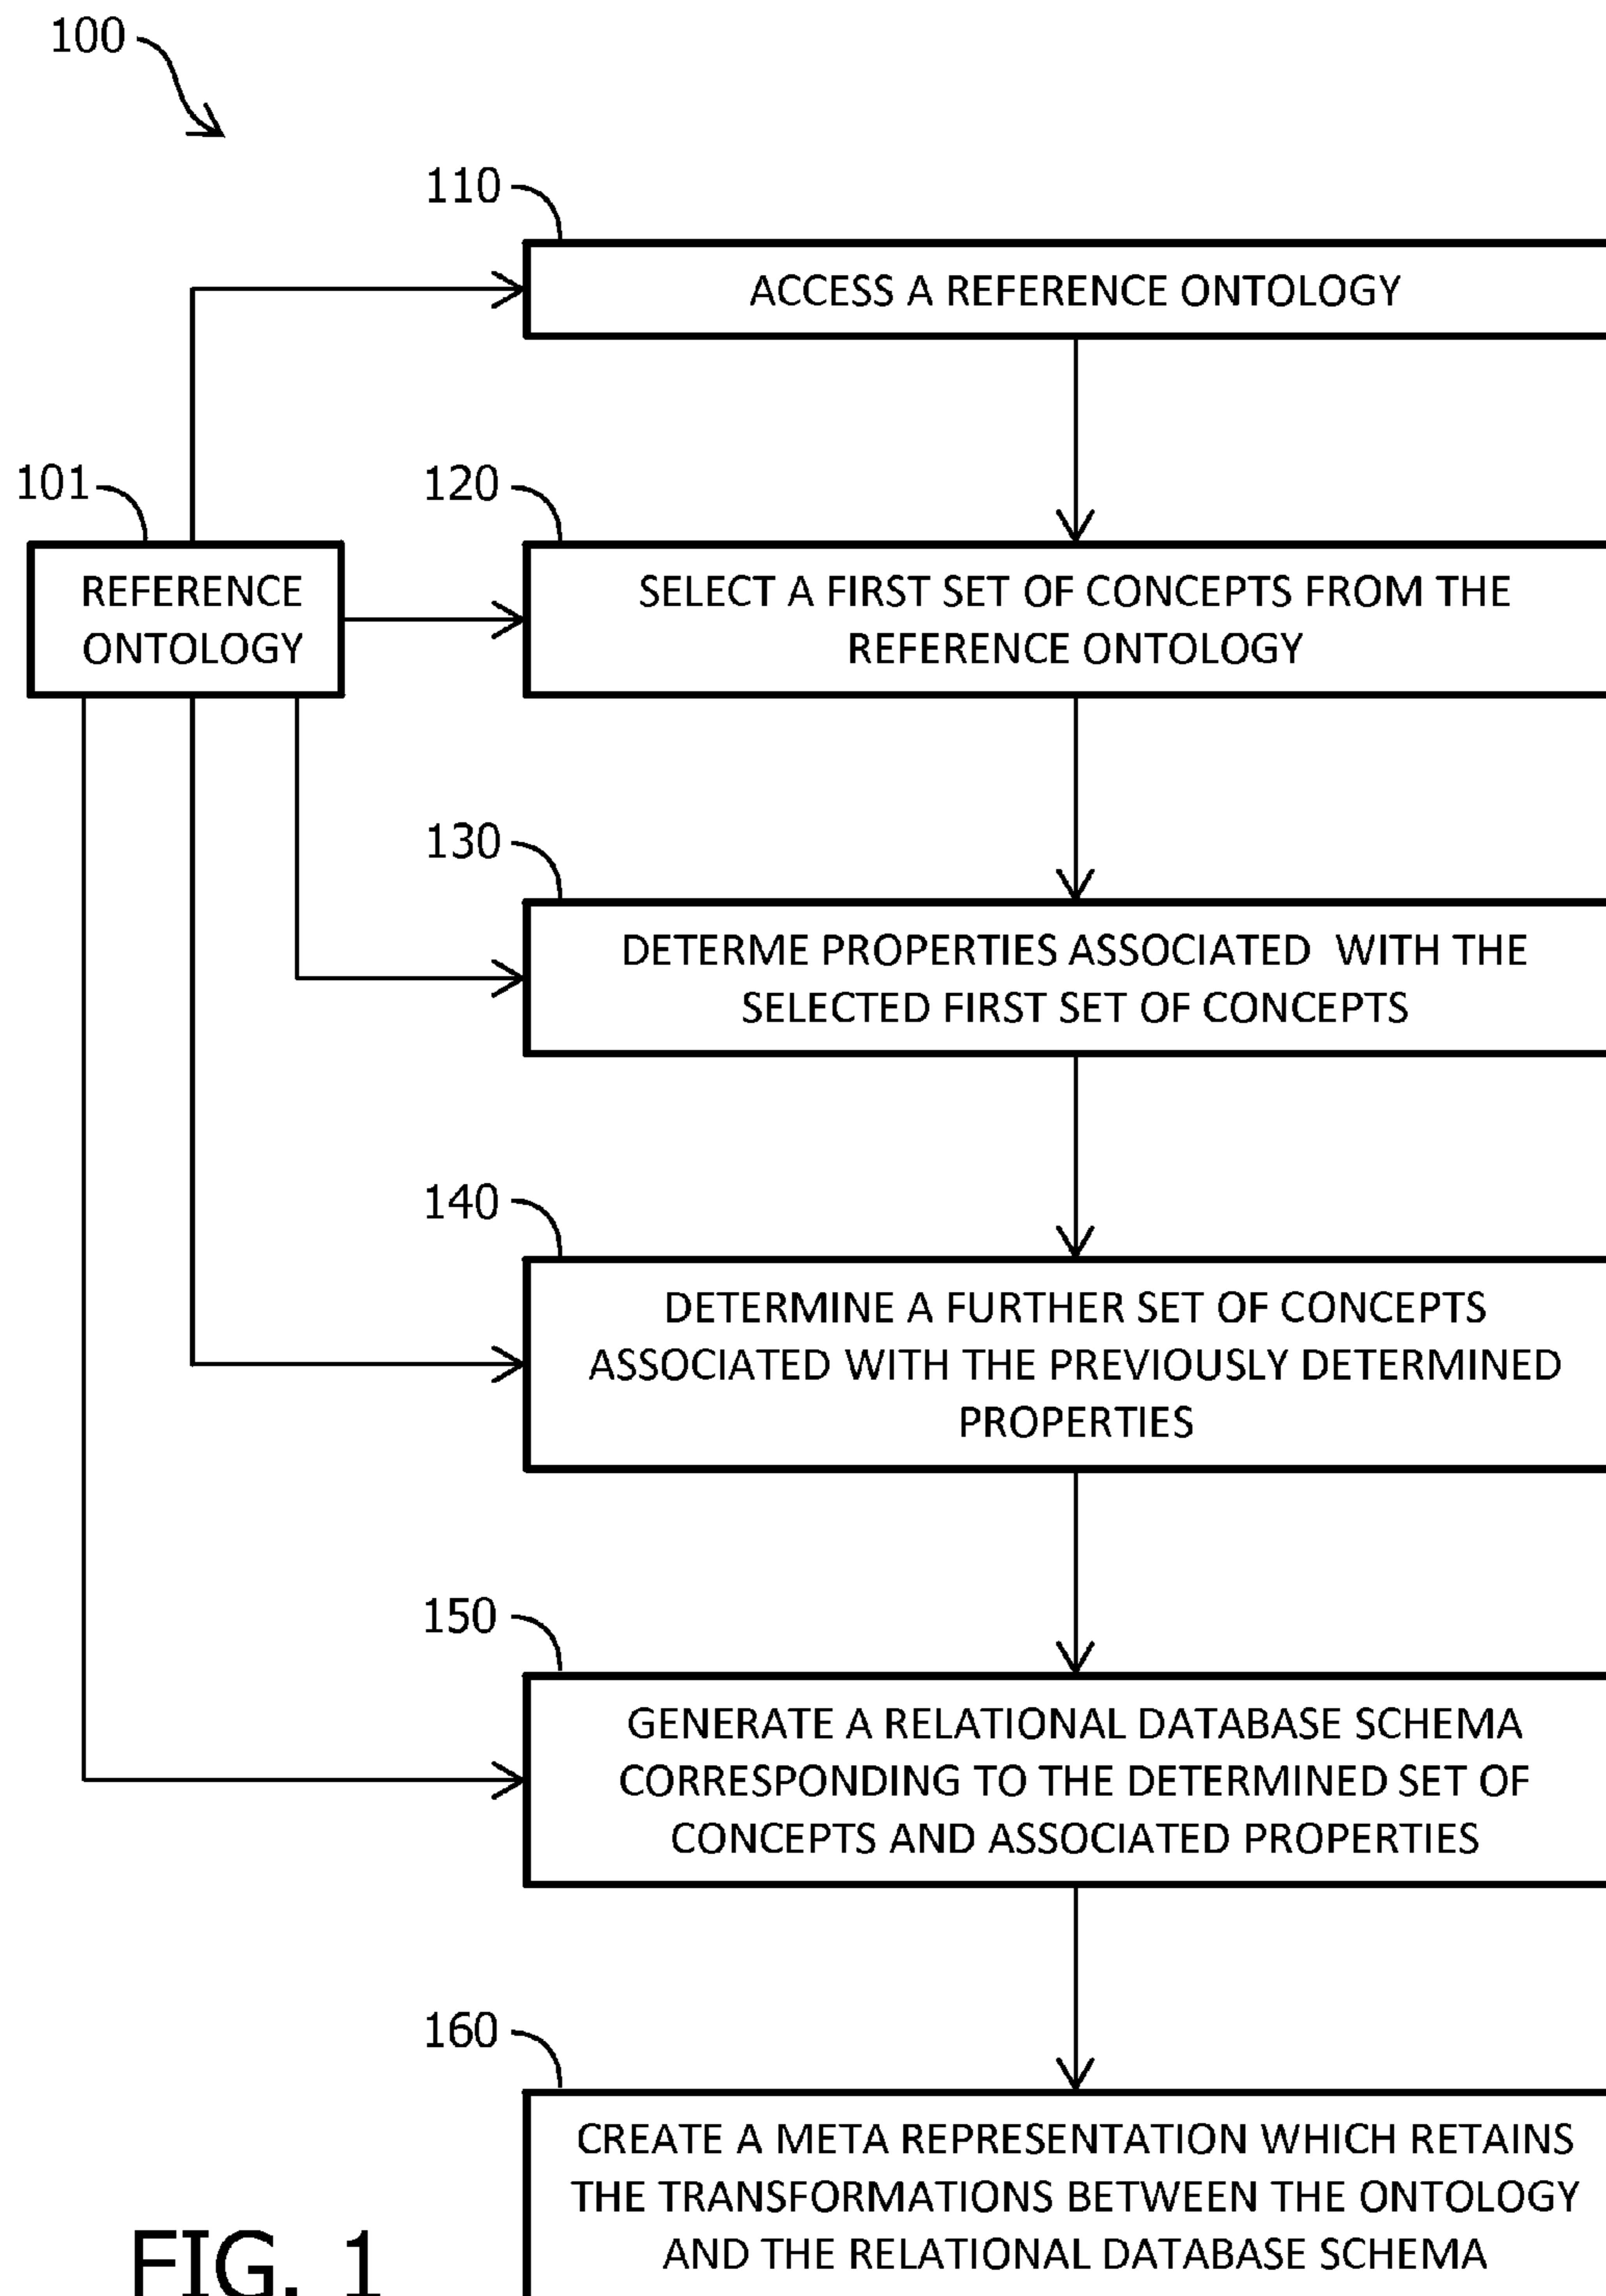 100
110
ACCESS A REFERENCE ONTOLOGY
101
REFERENCE
ONTOLOGY
120
SELECT A FIRST SET OF CONCEPTS FROM THE
REFERENCE ONTOLOGY
130
DETERME PROPERTIES ASSOCIATED WITH THE
SELECTED FIRST SET OF CONCEPTS
140
DETERMINE A FURTHER SET OF CONCEPTS
ASSOCIATED WITH THE PREVIOUSLY DETERMINED
PROPERTIES
150
GENERATE A RELATIONAL DATABASE SCHEMA
CORRESPONDING TO THE DETERMINED SET OF
CONCEPTS AND ASSOCIATED PROPERTIES
160
CREATE A META REPRESENTATION WHICH RETAINS
THE TRANSFORMATIONS BETWEEN THE ONTOLOGY
AND THE RELATIONAL DATABASE SCHEMA
FIG. 1